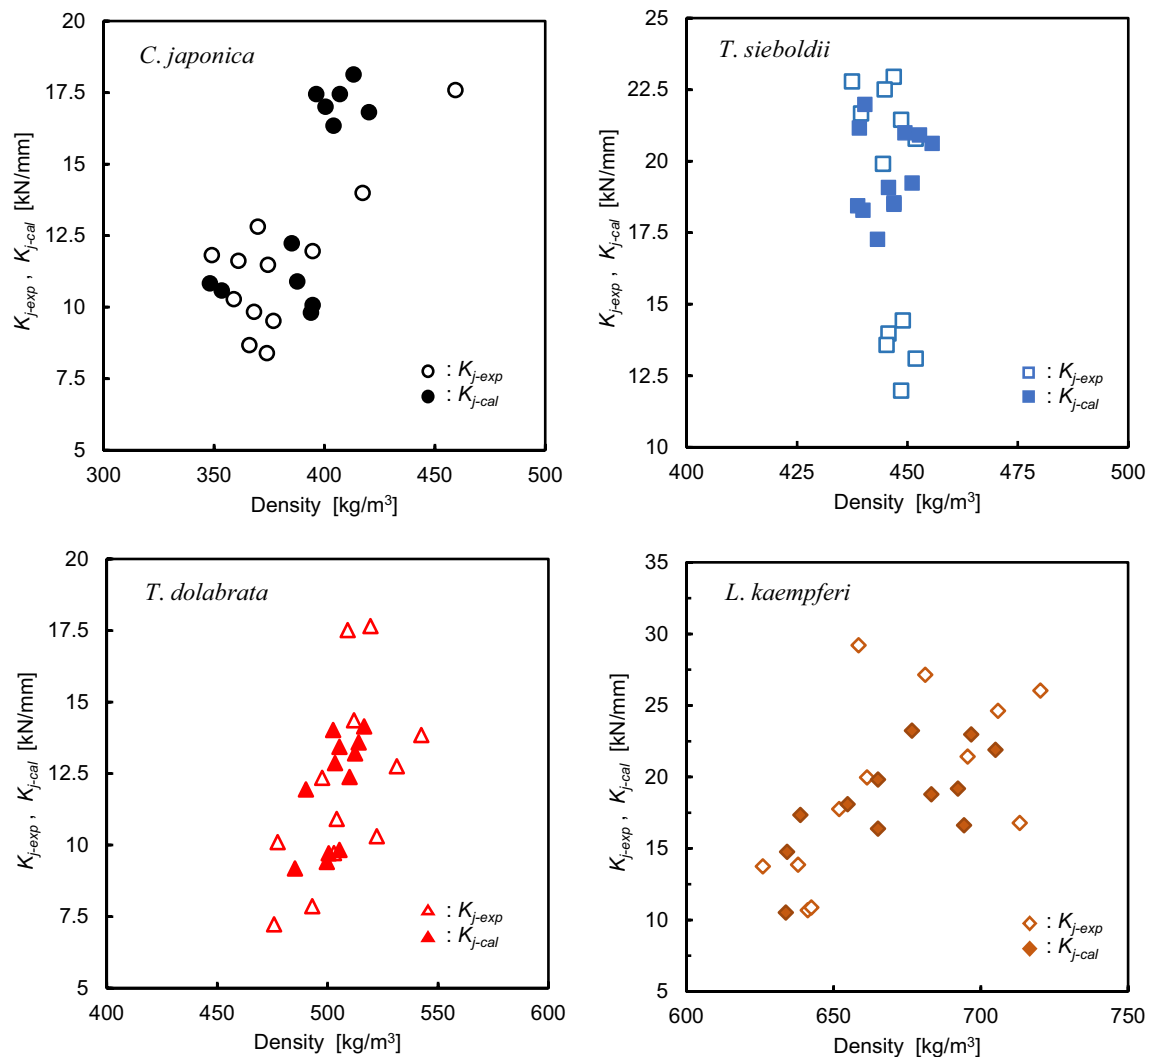 C. japonica
20
17.5
15
12.5
10
7.5
5
K_j-exp , K_j-cal [kN/mm]
: K_j-exp
: K_j-cal
300 350 400 450 500
Density [kg/m³]
T. sieboldii
25
22.5
20
17.5
15
12.5
10
K_j-exp , K_j-cal [kN/mm]
: K_j-exp
: K_j-cal
400 425 450 475 500
Density [kg/m³]
T. dolabrata
20
17.5
15
12.5
10
7.5
5
K_j-exp , K_j-cal [kN/mm]
: K_j-exp
: K_j-cal
400 450 500 550 600
Density [kg/m³]
L. kaempferi
35
30
25
20
15
10
5
K_j-exp , K_j-cal [kN/mm]
: K_j-exp
: K_j-cal
600 650 700 750
Density [kg/m³]